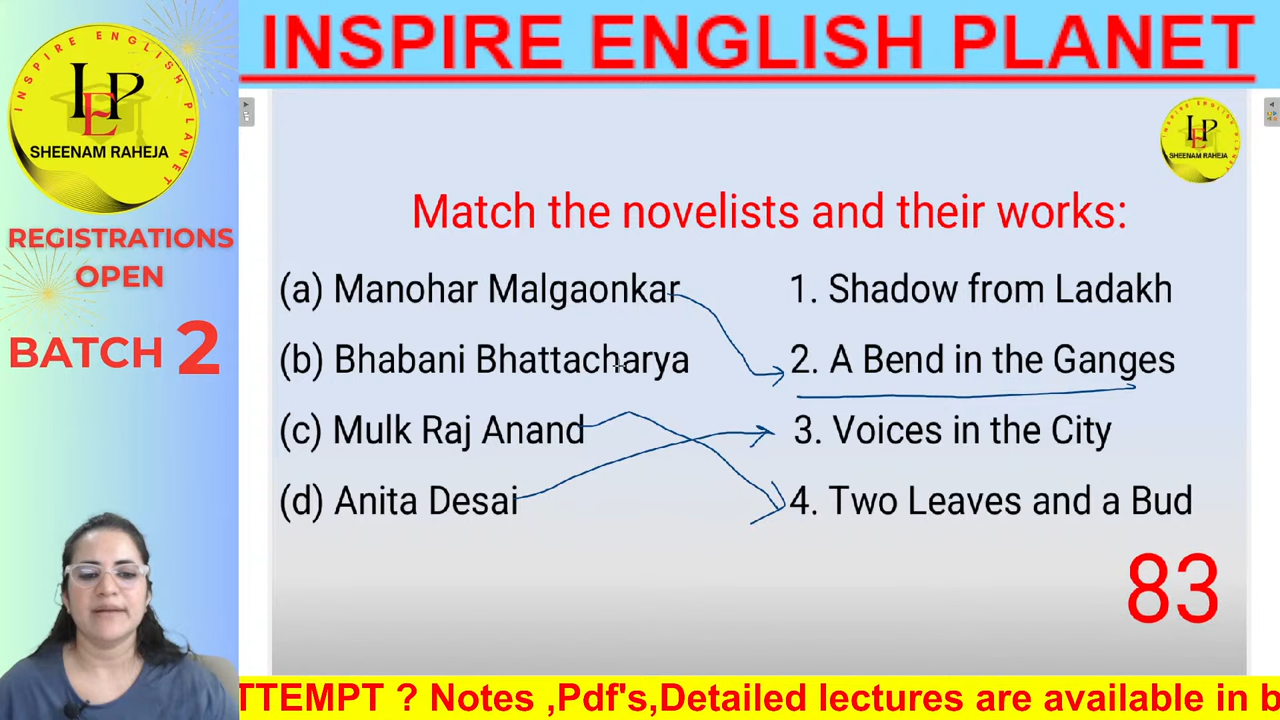 INSPIRE ENGLISH PLANET
INSPIRE ENGLISH PLANET
IEP
SHEENAM RAHEJA
REGISTRATIONS
OPEN
BATCH 2
INSPIRE ENGLISH PLANET
IEP
SHEENAM RAHEJA
Match the novelists and their works:
(a) Manohar Malgaonkar
1. Shadow from Ladakh
(b) Bhabani Bhattacharya
2. A Bend in the Ganges
(c) Mulk Raj Anand
3. Voices in the City
(d) Anita Desai
4. Two Leaves and a Bud
83
TTEMPT ? Notes ,Pdf's,Detailed lectures are available in b